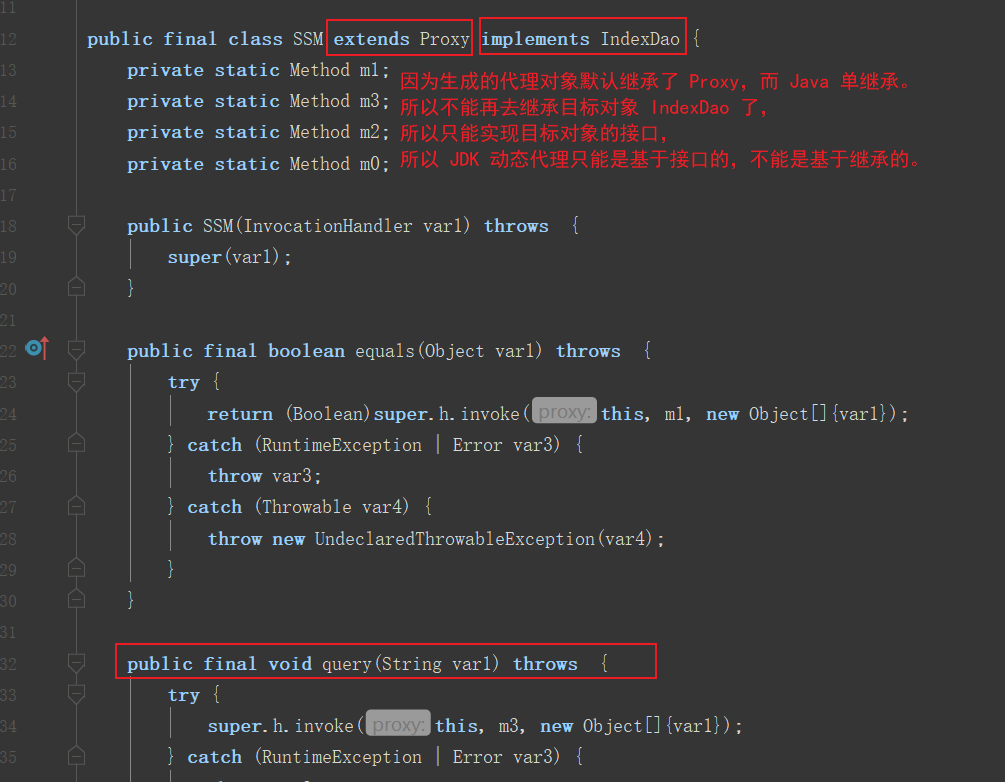 11
12 public final class SSM extends Proxy implements IndexDao {
13 private static Method m1; 因为生成的代理对象默认继承了 Proxy，而 Java 单继承。
14 private static Method m3; 所以不能再去继承目标对象 IndexDao 了，
15 private static Method m2; 所以只能实现目标对象的接口，
16 private static Method m0; 所以 JDK 动态代理只能是基于接口的，不能是基于继承的。
17
18 public SSM(InvocationHandler var1) throws  {
19 super(var1);
20 }
21
22 public final boolean equals(Object var1) throws  {
23 try {
24 return (Boolean)super.h.invoke( proxy: this, m1, new Object[]{var1});
25 } catch (RuntimeException | Error var3) {
26 throw var3;
27 } catch (Throwable var4) {
28 throw new UndeclaredThrowableException(var4);
29 }
30 }
31
32 public final void query(String var1) throws  {
33 try {
34 super.h.invoke( proxy: this, m3, new Object[]{var1});
35 } catch (RuntimeException | Error var3) {